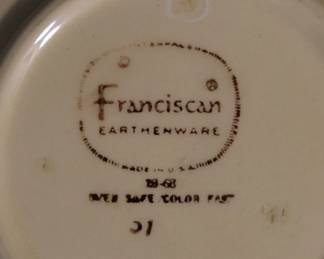 ® ®
Franciscan
EARTHENWARE
MADE IN U.S.A.
OVEN SAFE COLOR FAST